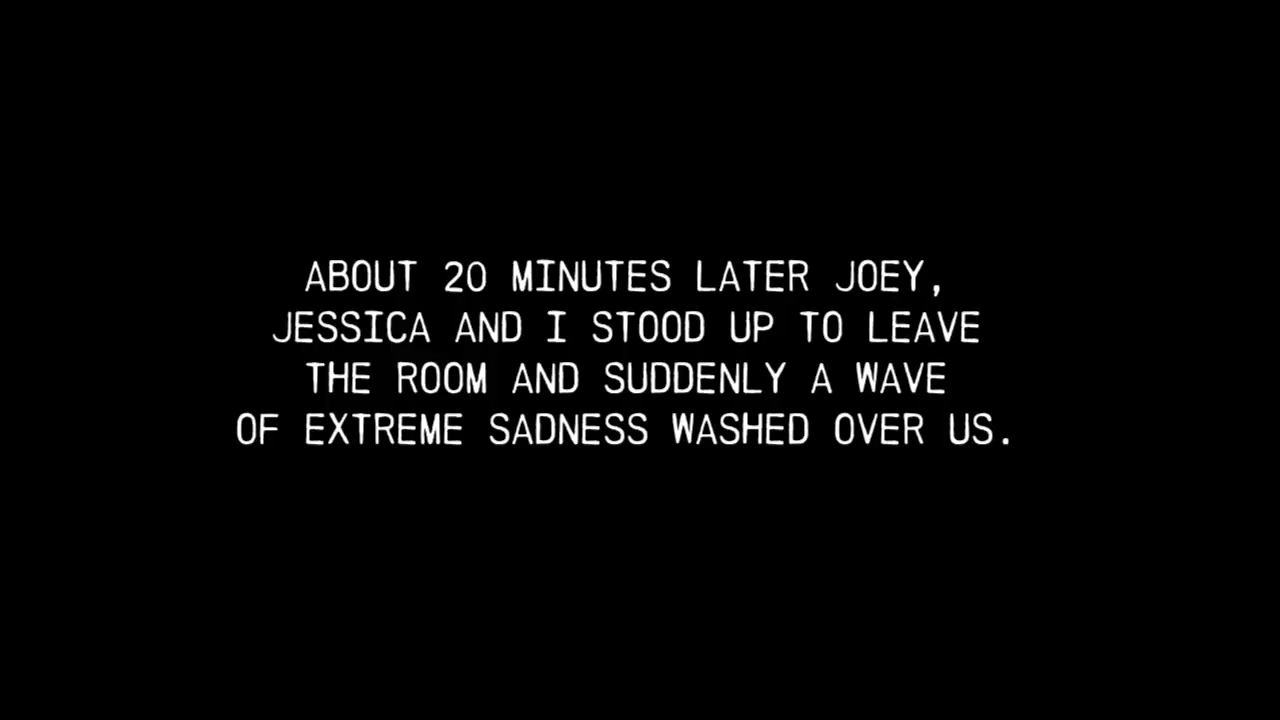 ABOUT 20 MINUTES LATER JOEY,
JESSICA AND I STOOD UP TO LEAVE
THE ROOM AND SUDDENLY A WAVE
OF EXTREME SADNESS WASHED OVER US.